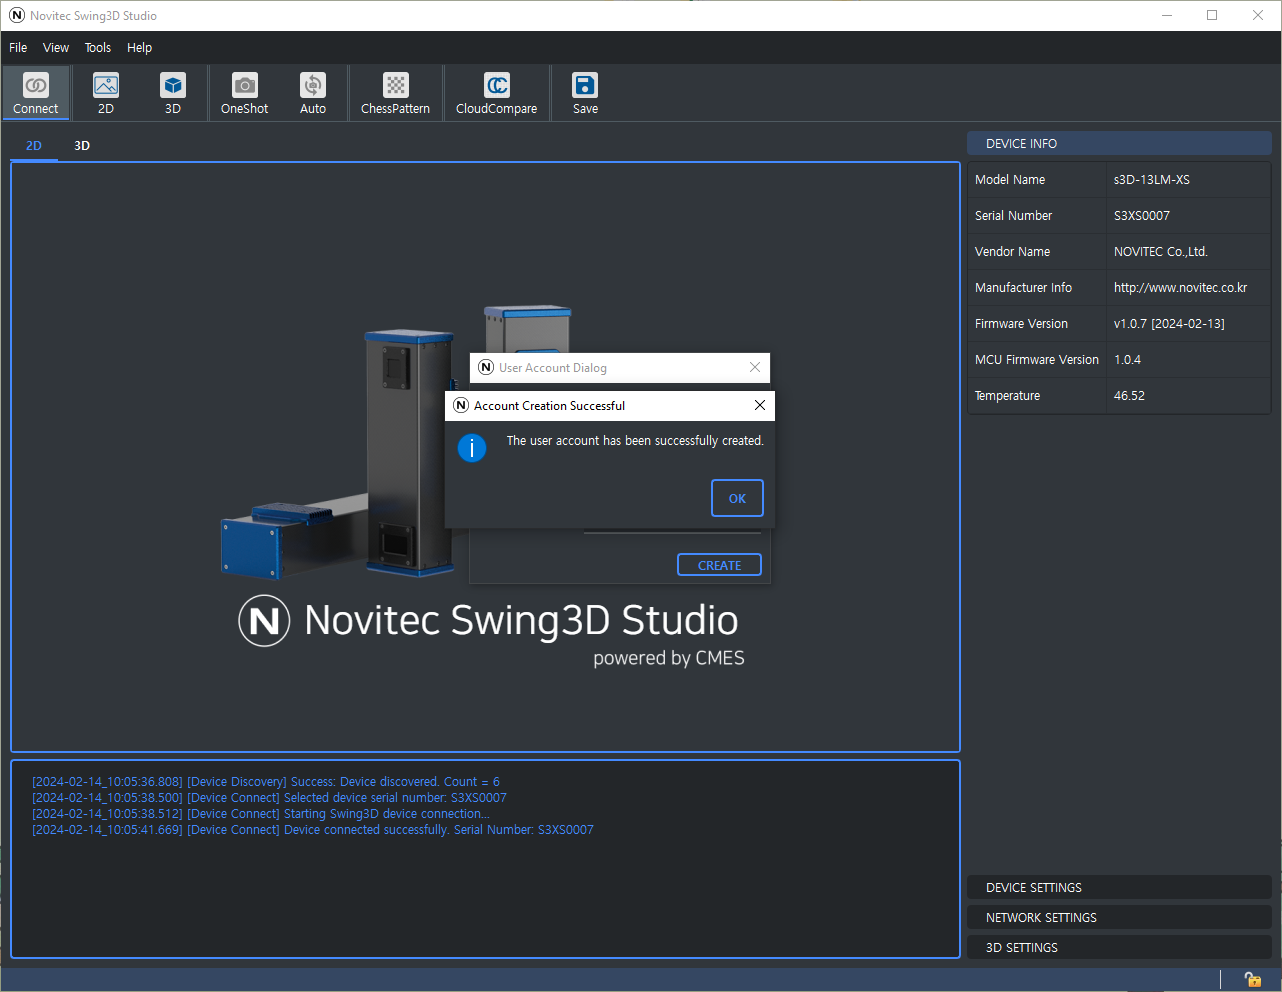 Novitec Swing3D Studio
File View Tools Help
Connect 2D 3D OneShot Auto ChessPattern CloudCompare Save
2D 3D
DEVICE INFO
Model Name s3D-13LM-XS
Serial Number S3XS0007
Vendor Name NOVITEC Co.,Ltd.
Manufacturer Info http://www.novitec.co.kr
Firmware Version v1.0.7 [2024-02-13]
MCU Firmware Version 1.0.4
Temperature 46.52
N User Account Dialog
N Account Creation Successful
The user account has been successfully created.
OK
CREATE
N Novitec Swing3D Studio
powered by CMES
[2024-02-14_10:05:36.808] [Device Discovery] Success: Device discovered. Count = 6
[2024-02-14_10:05:38.500] [Device Connect] Selected device serial number: S3XS0007
[2024-02-14_10:05:38.512] [Device Connect] Starting Swing3D device connection...
[2024-02-14_10:05:41.669] [Device Connect] Device connected successfully. Serial Number: S3XS0007
DEVICE SETTINGS
NETWORK SETTINGS
3D SETTINGS